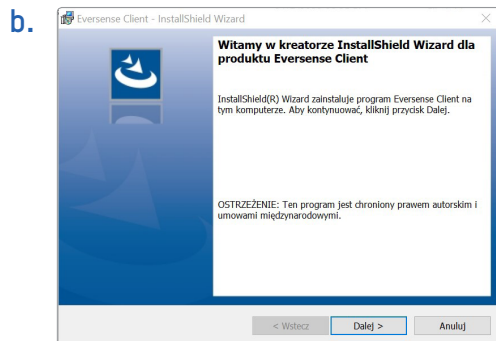 b.
Eversense Client - InstallShield Wizard
Witamy w kreatorze InstallShield Wizard dla
produktu Eversense Client
InstallShield(R) Wizard zainstaluje program Eversense Client na
tym komputerze. Aby kontynuować, kliknij przycisk Dalej.
OSTRZEŻENIE: Ten program jest chroniony prawem autorskim i
umowami międzynarodowymi.
< Wstecz Dalej > Anuluj